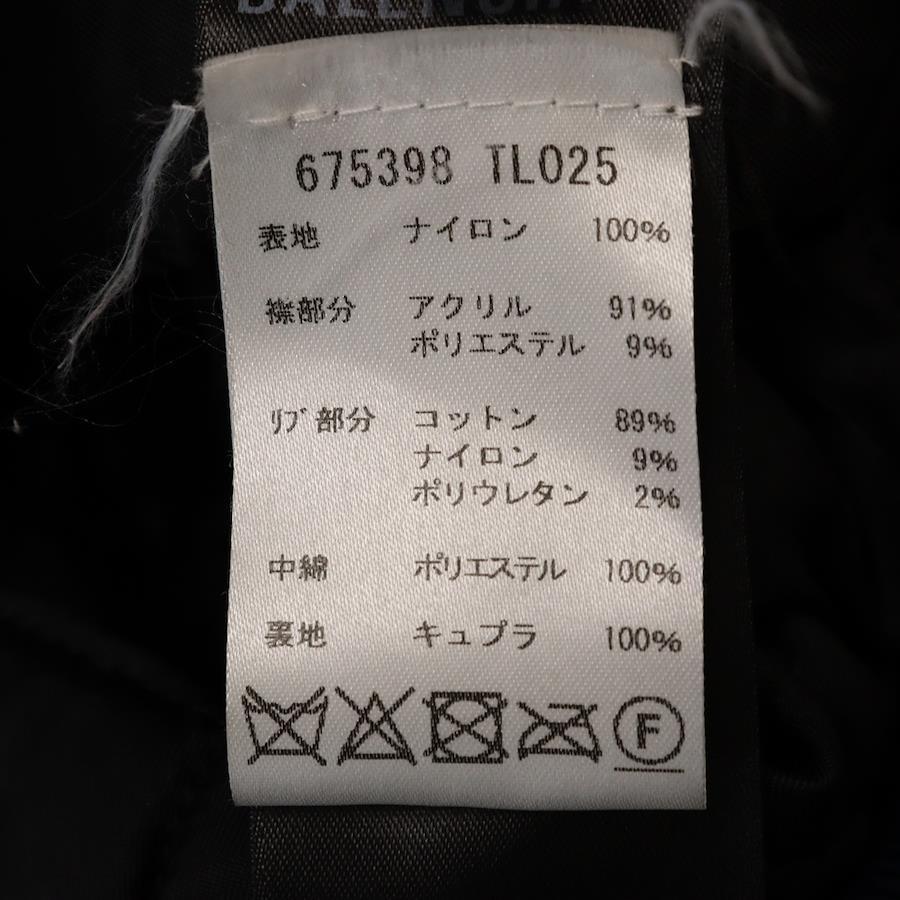 BALENCIA
675398 TLO25
表地 ナイロン 100%
襟部分 アクリル 91%
ポリエステル 9%
ﾘﾌﾞ部分 コットン 89%
ナイロン 9%
ポリウレタン 2%
中綿 ポリエステル 100%
裏地 キュプラ 100%
F